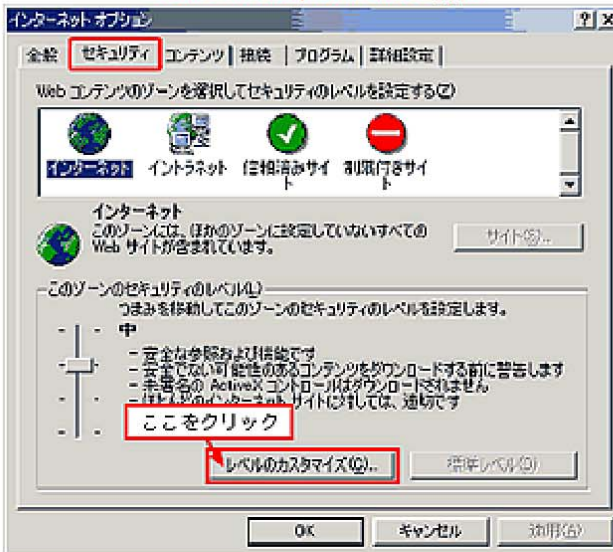 インターネット オプション
全般 セキュリティ コンテンツ 接続 プログラム 詳細設定
Web コンテンツのゾーンを選択してセキュリティのレベルを設定する(Z)
インターネット イントラネット 信頼済みサイト 制限付きサイト
インターネット
このゾーンには、ほかのゾーンに設定していないすべての
Web サイトが含まれています。
サイト(S)...
このゾーンのセキュリティのレベル(L)
つまみを移動してこのゾーンのセキュリティのレベルを設定します。
中
- 安全な参照および機能です
- 安全でない可能性のあるコンテンツをダウンロードする前に警告します
- 未署名の ActiveX コントロールはダウンロードされません
- ほとんどのインターネット サイトに対しては、適切です
ここをクリック
レベルのカスタマイズ(C)... 標準レベル(D)
OK キャンセル 適用(A)